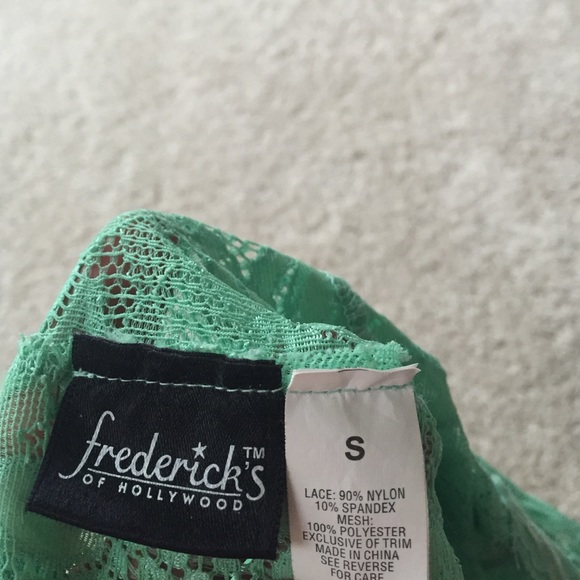 frederick's™
OF HOLLYWOOD
S
LACE: 90% NYLON
10% SPANDEX
MESH:
100% POLYESTER
EXCLUSIVE OF TRIM
MADE IN CHINA
SEE REVERSE
FOR CARE